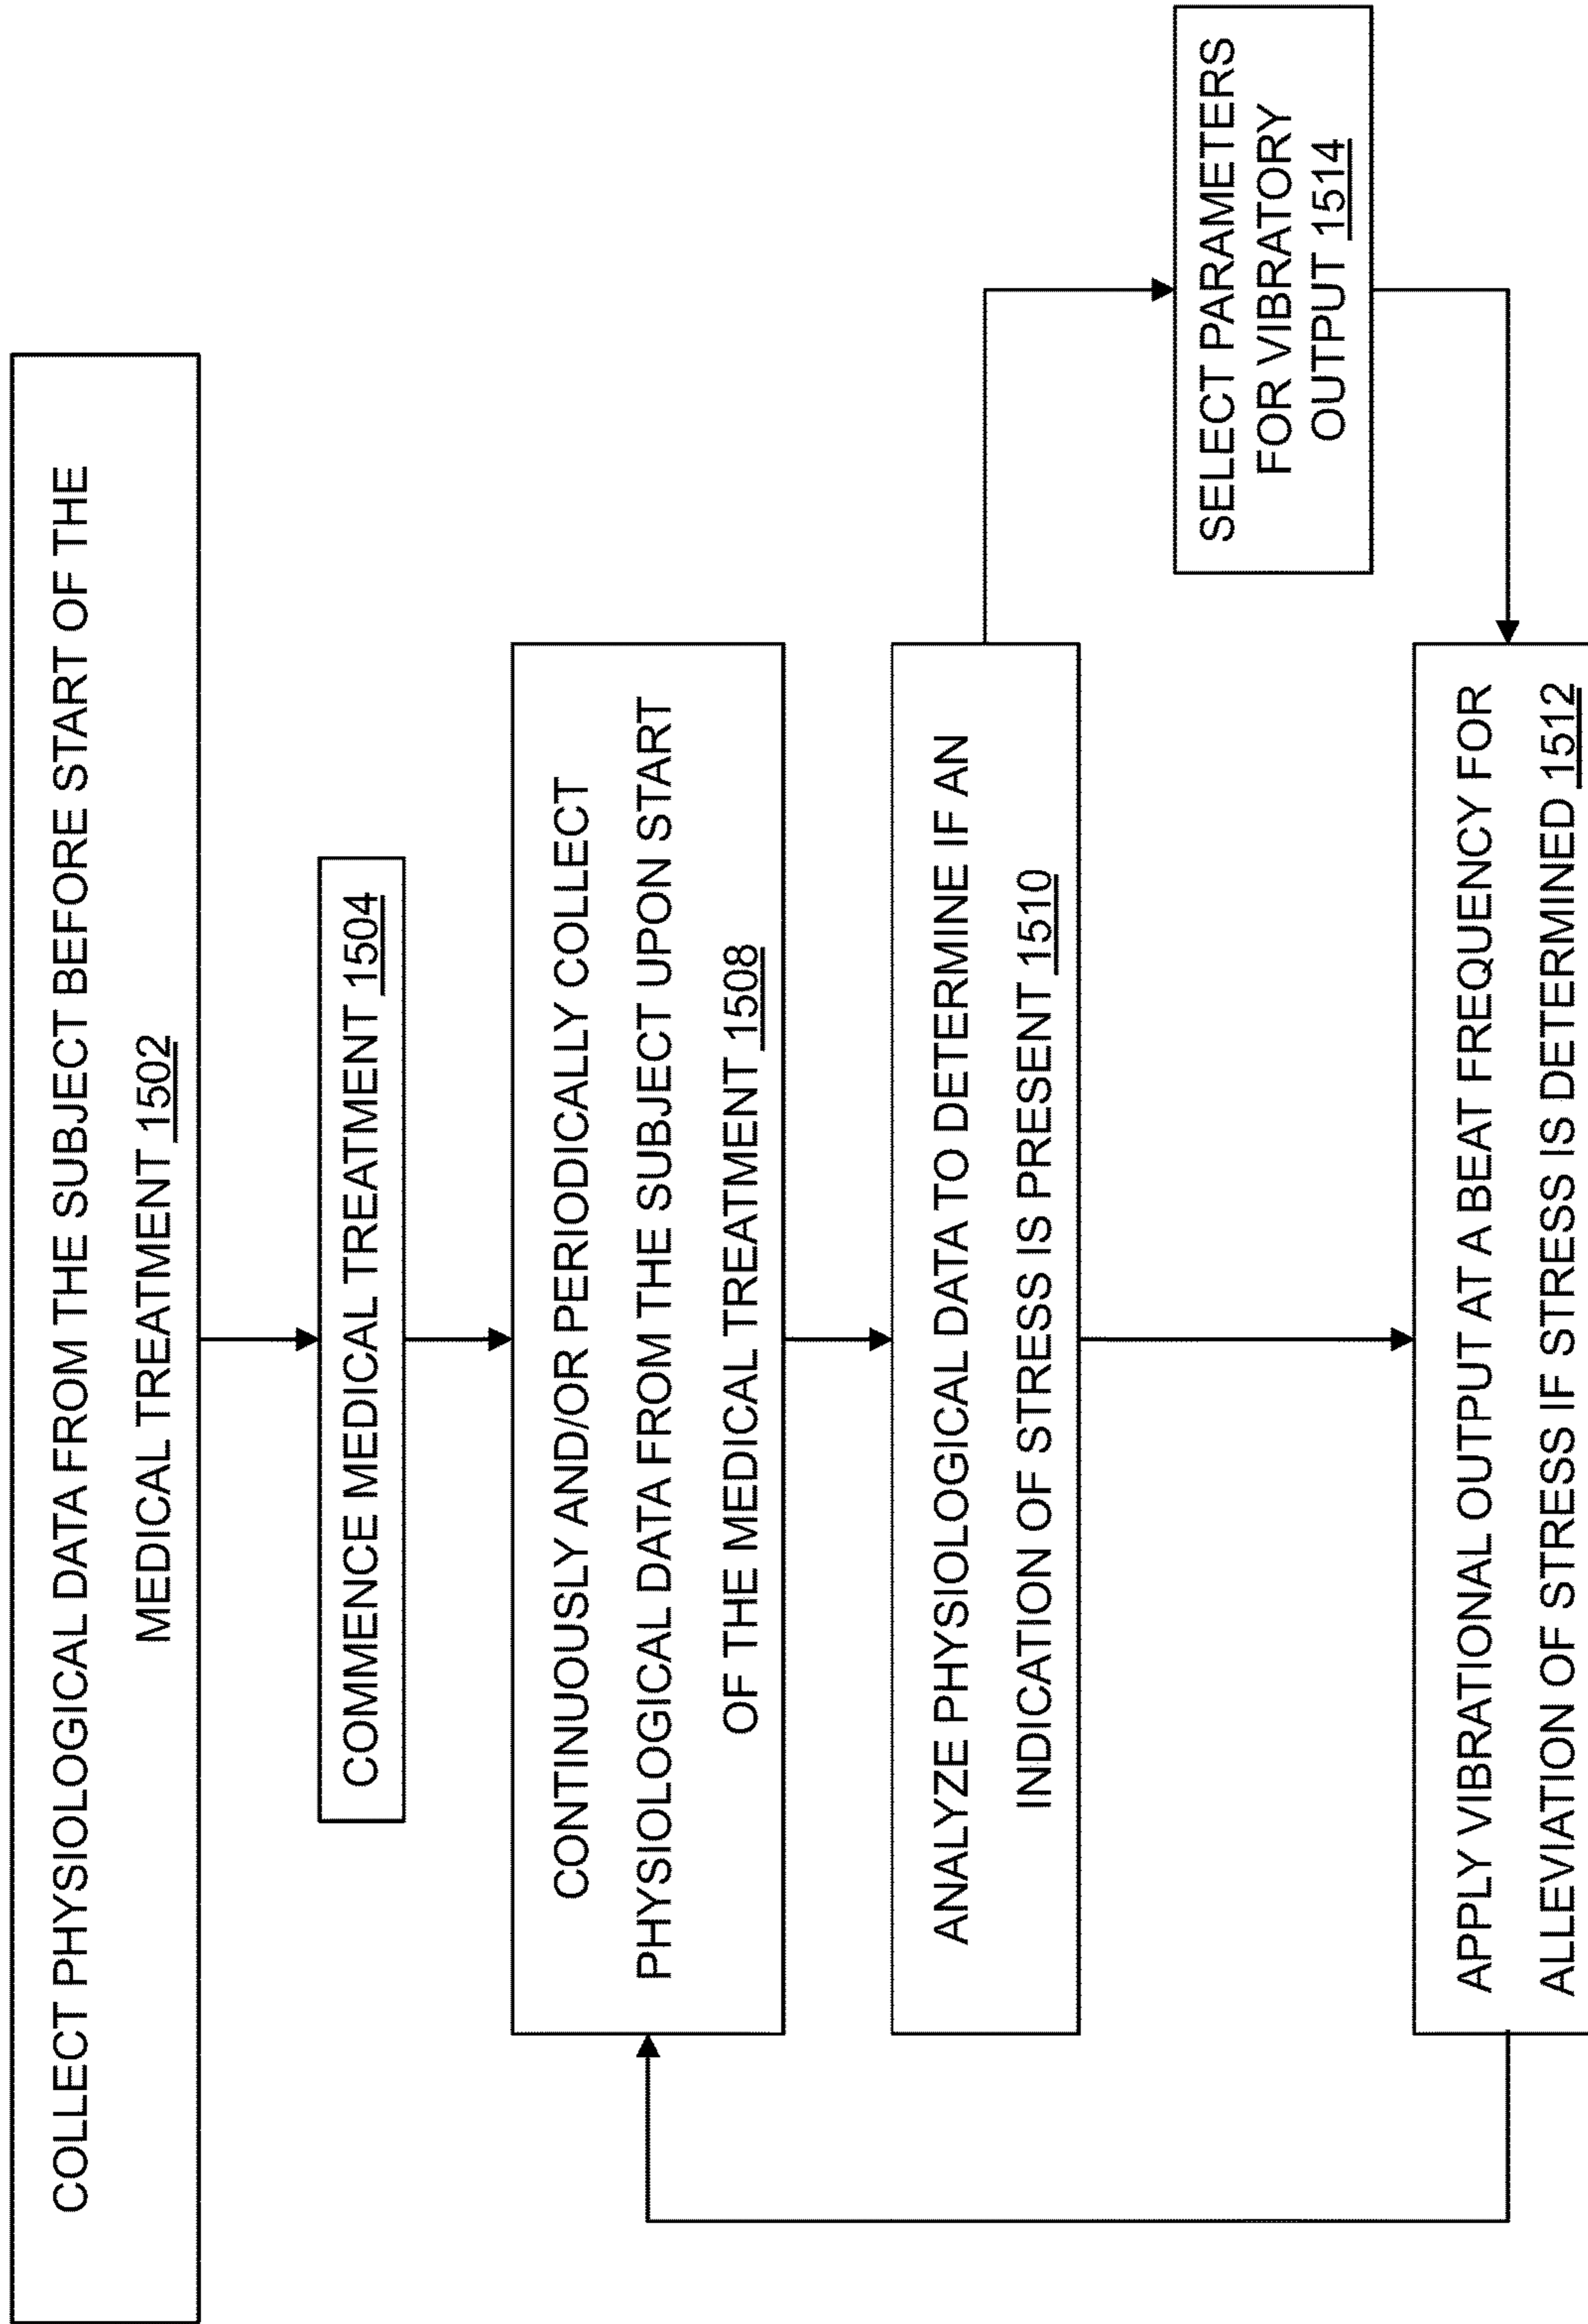 COLLECT PHYSIOLOGICAL DATA FROM THE SUBJECT BEFORE START OF THE
MEDICAL TREATMENT 1502
COMMENCE MEDICAL TREATMENT 1504
CONTINUOUSLY AND/OR PERIODICALLY COLLECT
PHYSIOLOGICAL DATA FROM THE SUBJECT UPON START
OF THE MEDICAL TREATMENT 1508
ANALYZE PHYSIOLOGICAL DATA TO DETERMINE IF AN
INDICATION OF STRESS IS PRESENT 1510
SELECT PARAMETERS
FOR VIBRATORY
OUTPUT 1514
APPLY VIBRATIONAL OUTPUT AT A BEAT FREQUENCY FOR
ALLEVIATION OF STRESS IF STRESS IS DETERMINED 1512